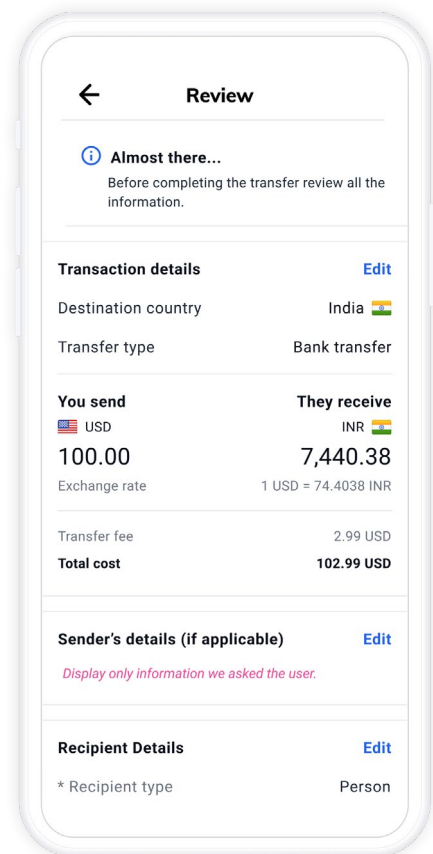 Review
Almost there...
Before completing the transfer review all the
information.
Transaction details Edit
Destination country India
Transfer type Bank transfer
You send They receive
USD INR
100.00 7,440.38
Exchange rate 1 USD = 74.4038 INR
Transfer fee 2.99 USD
Total cost 102.99 USD
Sender's details (if applicable) Edit
Display only information we asked the user.
Recipient Details Edit
* Recipient type Person